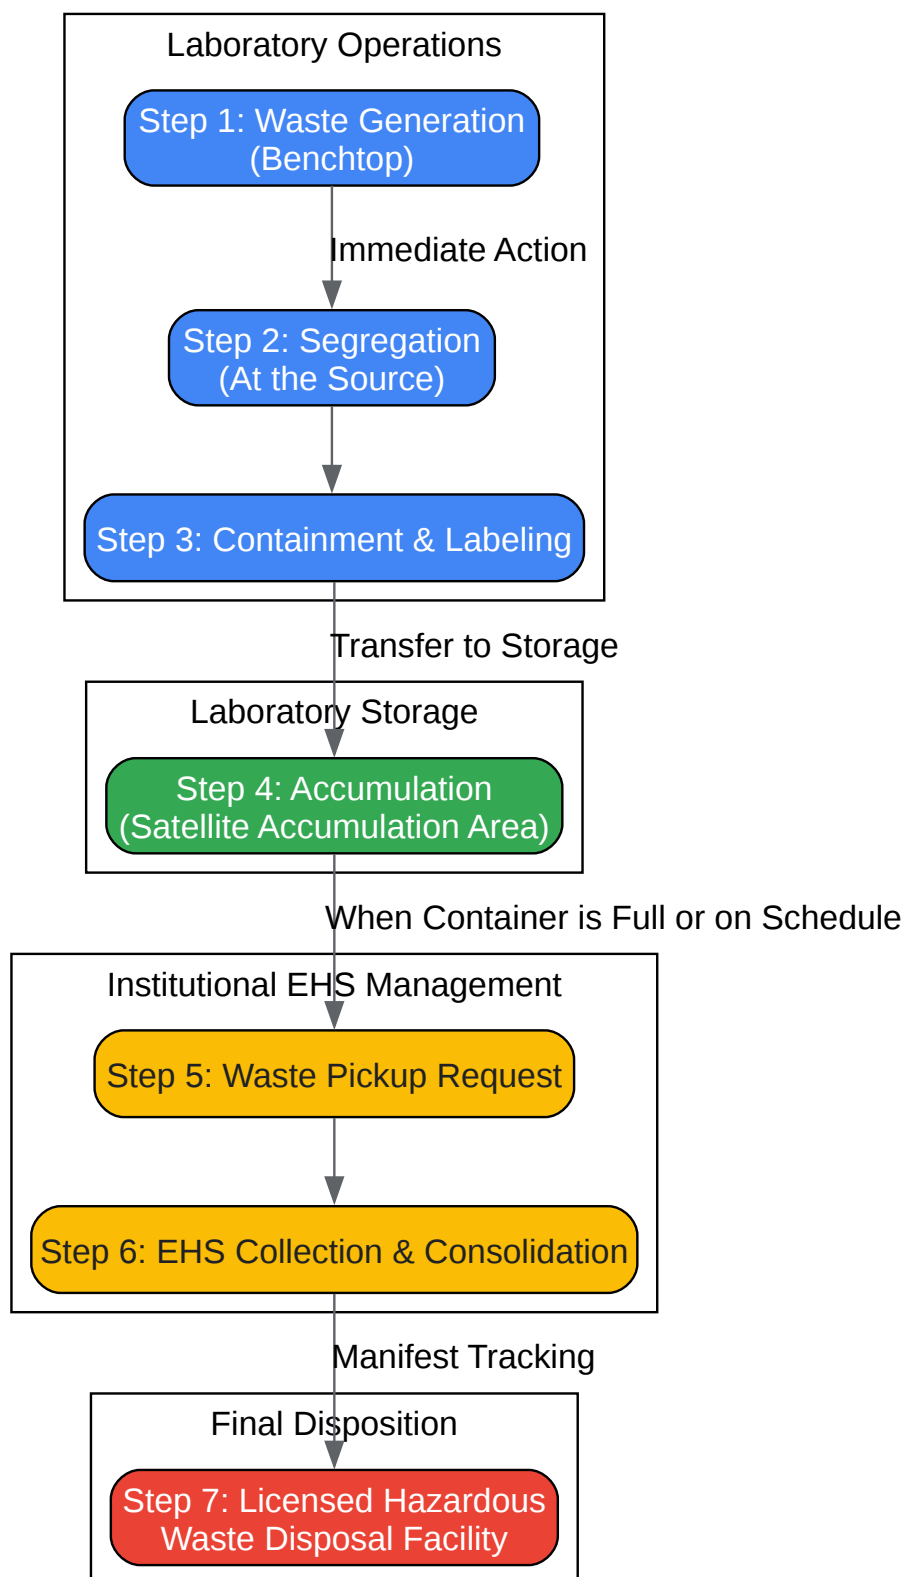 Laboratory Operations
Step 1: Waste Generation
(Benchtop)
Immediate Action
Step 2: Segregation
(At the Source)
Step 3: Containment & Labeling
Transfer to Storage
Laboratory Storage
Step 4: Accumulation
(Satellite Accumulation Area)
When Container is Full or on Schedule
Institutional EHS Management
Step 5: Waste Pickup Request
Step 6: EHS Collection & Consolidation
Manifest Tracking
Final Disposition
Step 7: Licensed Hazardous
Waste Disposal Facility